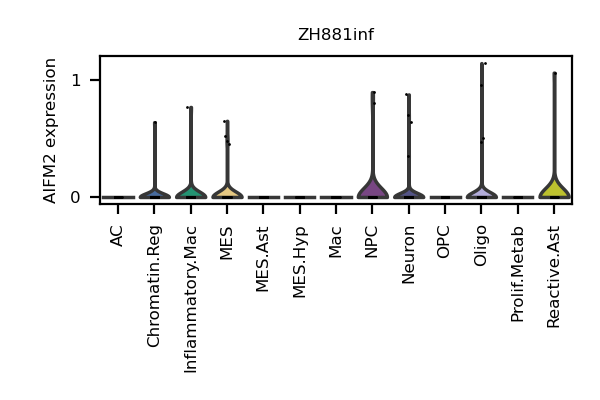 ZH881inf
AIFM2 expression
1
0
AC
Chromatin.Reg
Inflammatory.Mac
MES
MES.Ast
MES.Hyp
Mac
NPC
Neuron
OPC
Oligo
Prolif.Metab
Reactive.Ast